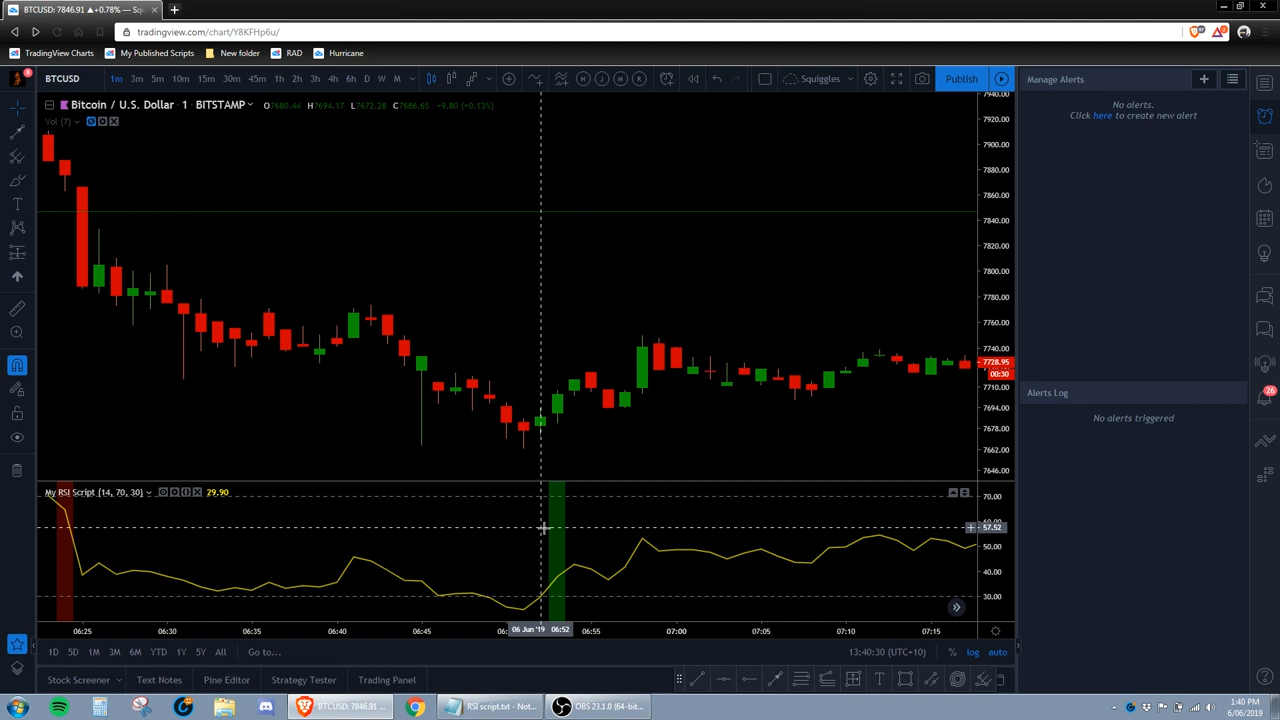 BTCUSD: 7846.91 ▲+0.78% — Squ
tradingview.com/chart/Y8KFHp6u/
TradingView Charts
My Published Scripts
New folder
RAD
Hurricane
BTCUSD
1m 3m 5m 10m 15m 30m 45m 1h 2h 3h 4h 6h D W M
H J M R
Squiggles
Publish
Manage Alerts
Bitcoin / U.S. Dollar · 1 · BITSTAMP O7680.44 H7694.17 L7672.28 C7686.65 +9.80 (+0.13%)
Vol (7)
No alerts.
Click here to create new alert
7940.00
7920.00
7900.00
7880.00
7860.00
7840.00
7820.00
7800.00
7780.00
7760.00
7740.00
7728.95
00:30
7710.00
7694.00
7678.00
7662.00
7646.00
Alerts Log
26
No alerts triggered
My RSI Script (14, 70, 30) 29.90
70.00
57.52
50.00
40.00
30.00
06:25 06:30 06:35 06:40 06:45 06 Jun '19 06:52 06:55 07:00 07:05 07:10 07:15
1D 5D 1M 3M 6M YTD 1Y 5Y All Go to...
13:40:30 (UTC+10) % log auto
Stock Screener Text Notes Pine Editor Strategy Tester Trading Panel
BTCUSD: 7846.91 ...
RSI script.txt - Not...
OBS 23.1.0 (64-bit...
1:40 PM
6/06/2019